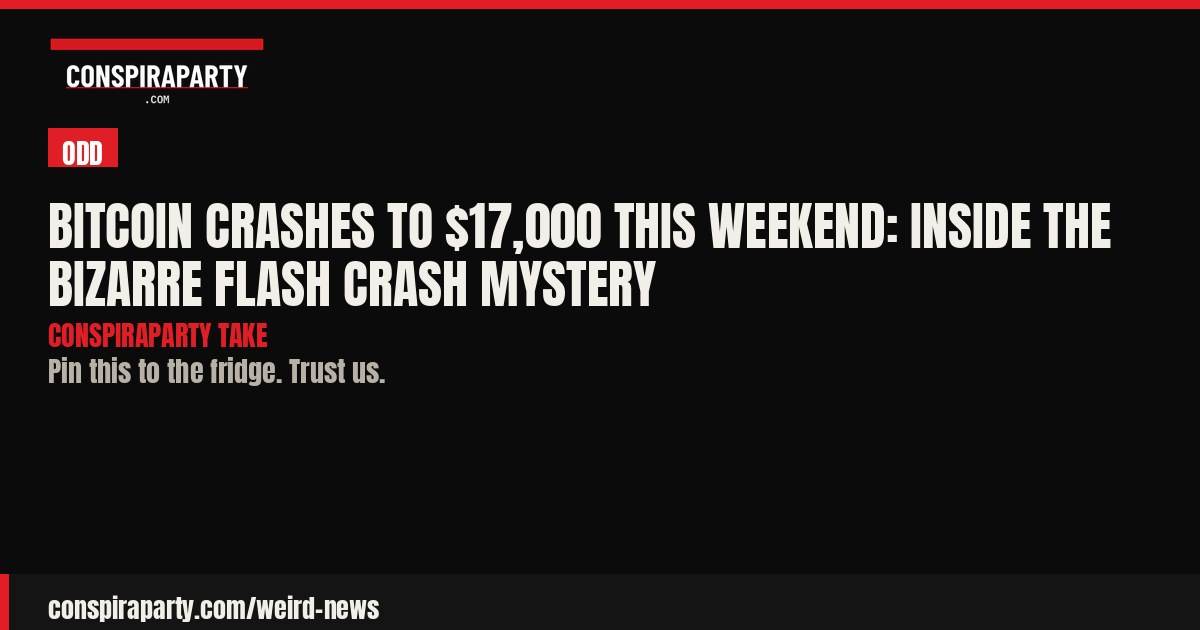 CONSPIRAPARTY
.COM
ODD
BITCOIN CRASHES TO $17,000 THIS WEEKEND: INSIDE THE
BIZARRE FLASH CRASH MYSTERY
CONSPIRAPARTY TAKE
Pin this to the fridge. Trust us.
conspiraparty.com/weird-news